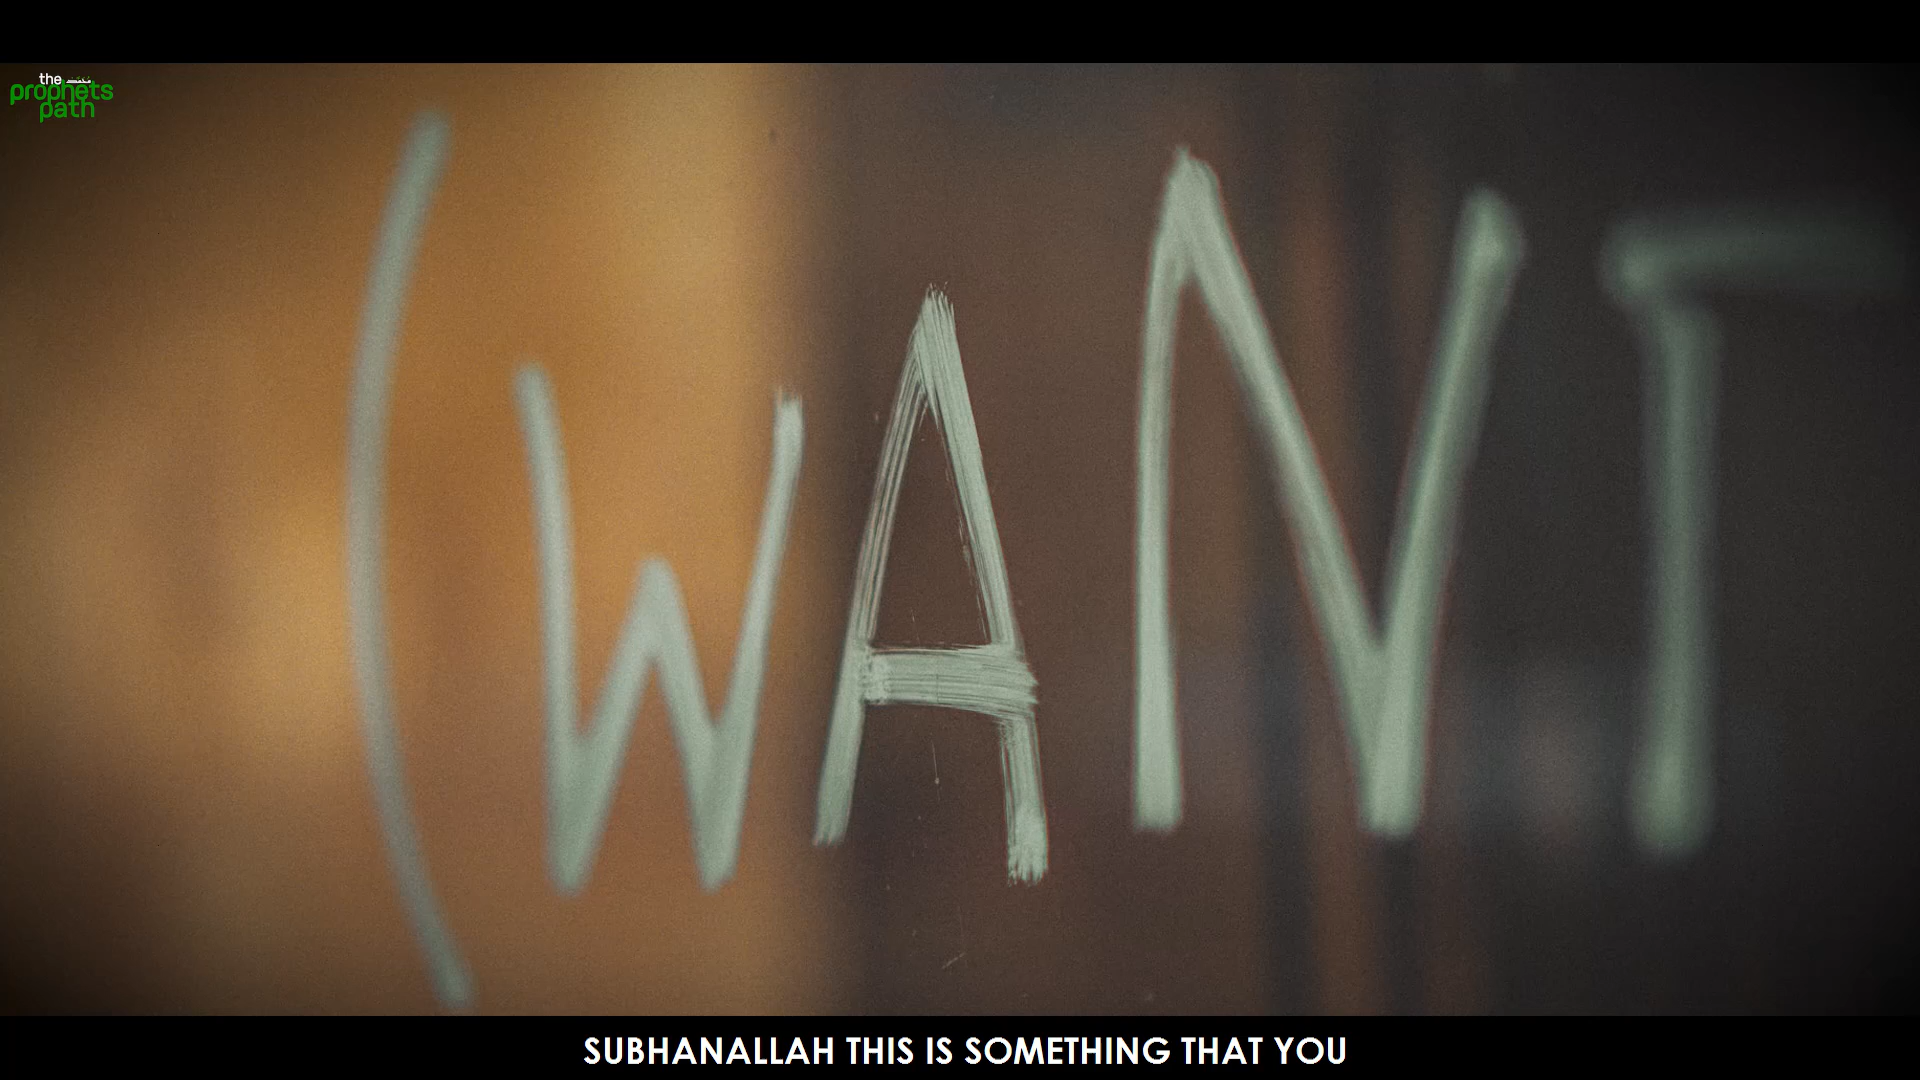 the
prophets
path
(WANT
SUBHANALLAH THIS IS SOMETHING THAT YOU